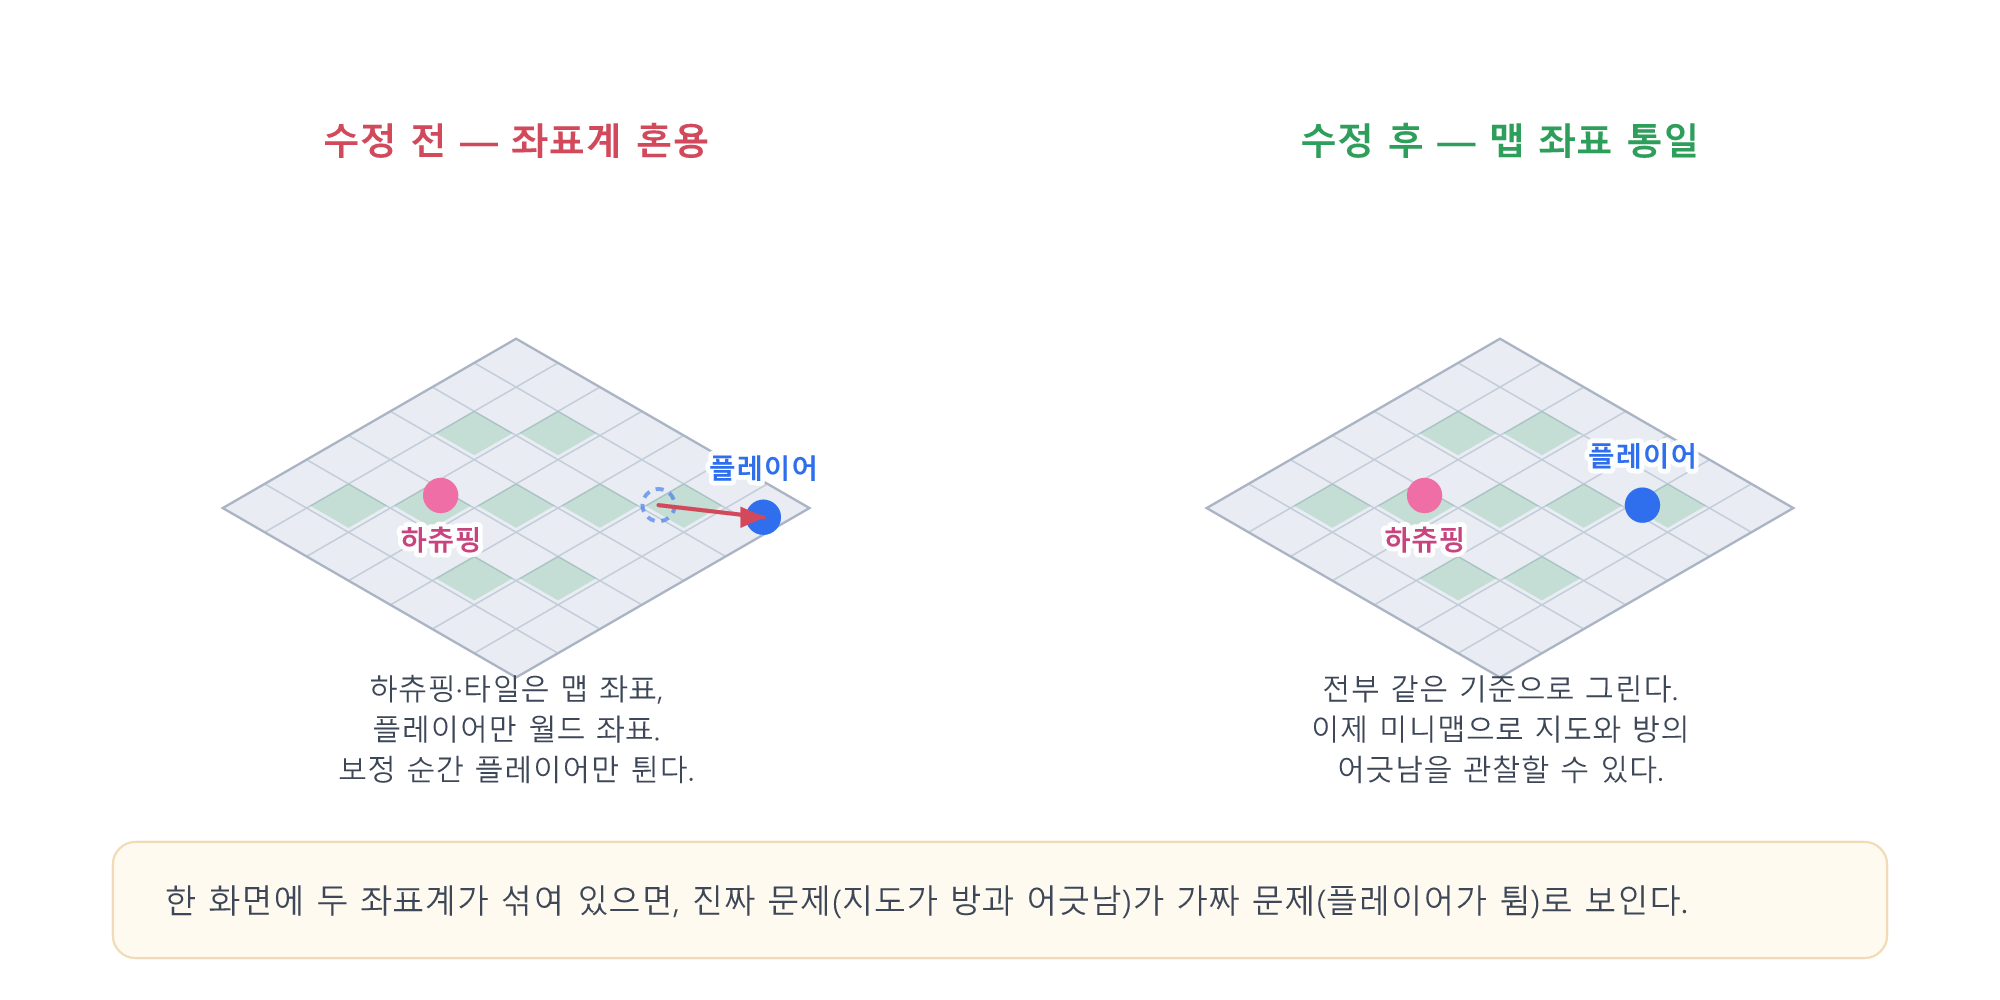 수정 전 — 좌표계 혼용
플레이어
하츄핑
하츄핑·타일은 맵 좌표,
플레이어만 월드 좌표.
보정 순간 플레이어만 튄다.
수정 후 — 맵 좌표 통일
플레이어
하츄핑
전부 같은 기준으로 그린다.
이제 미니맵으로 지도와 방의
어긋남을 관찰할 수 있다.
한 화면에 두 좌표계가 섞여 있으면, 진짜 문제(지도가 방과 어긋남)가 가짜 문제(플레이어가 튐)로 보인다.